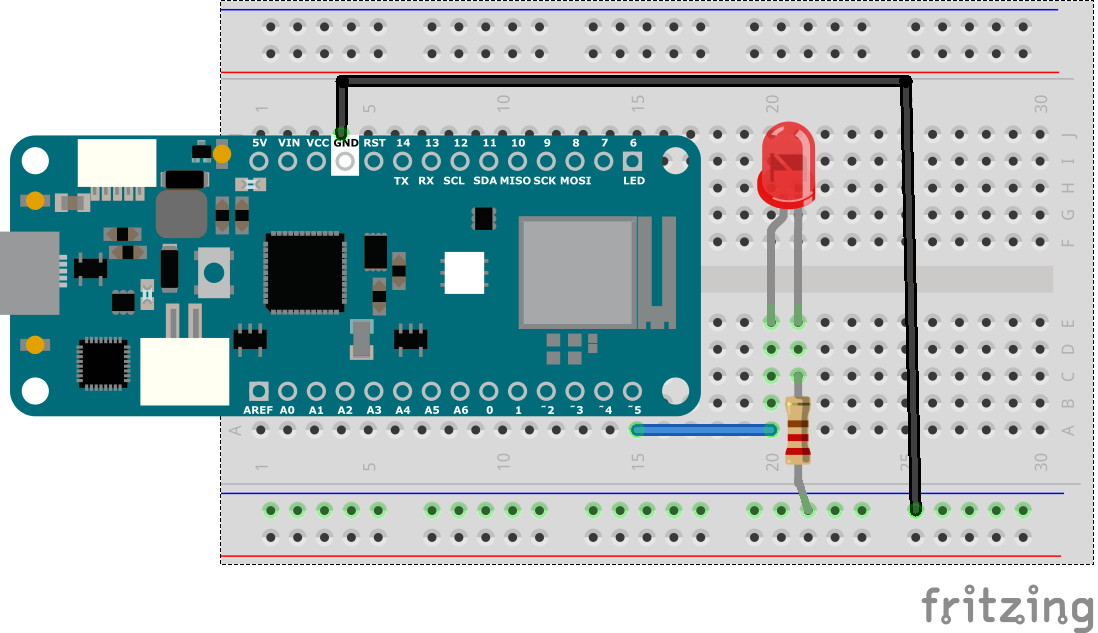 1 5 10 15 20 30
J
5V VIN VCC GND RST 14 13 12 11 10 9 8 7 6
I
TX RX SCL SDA MISO SCK MOSI LED
H
G
F
E
D
C
B
AREF A0 A1 A2 A3 A4 A5 A6 0 1 ~2 ~3 ~4 ~5
A A
1 5 10 15 20 25 30
fritzing